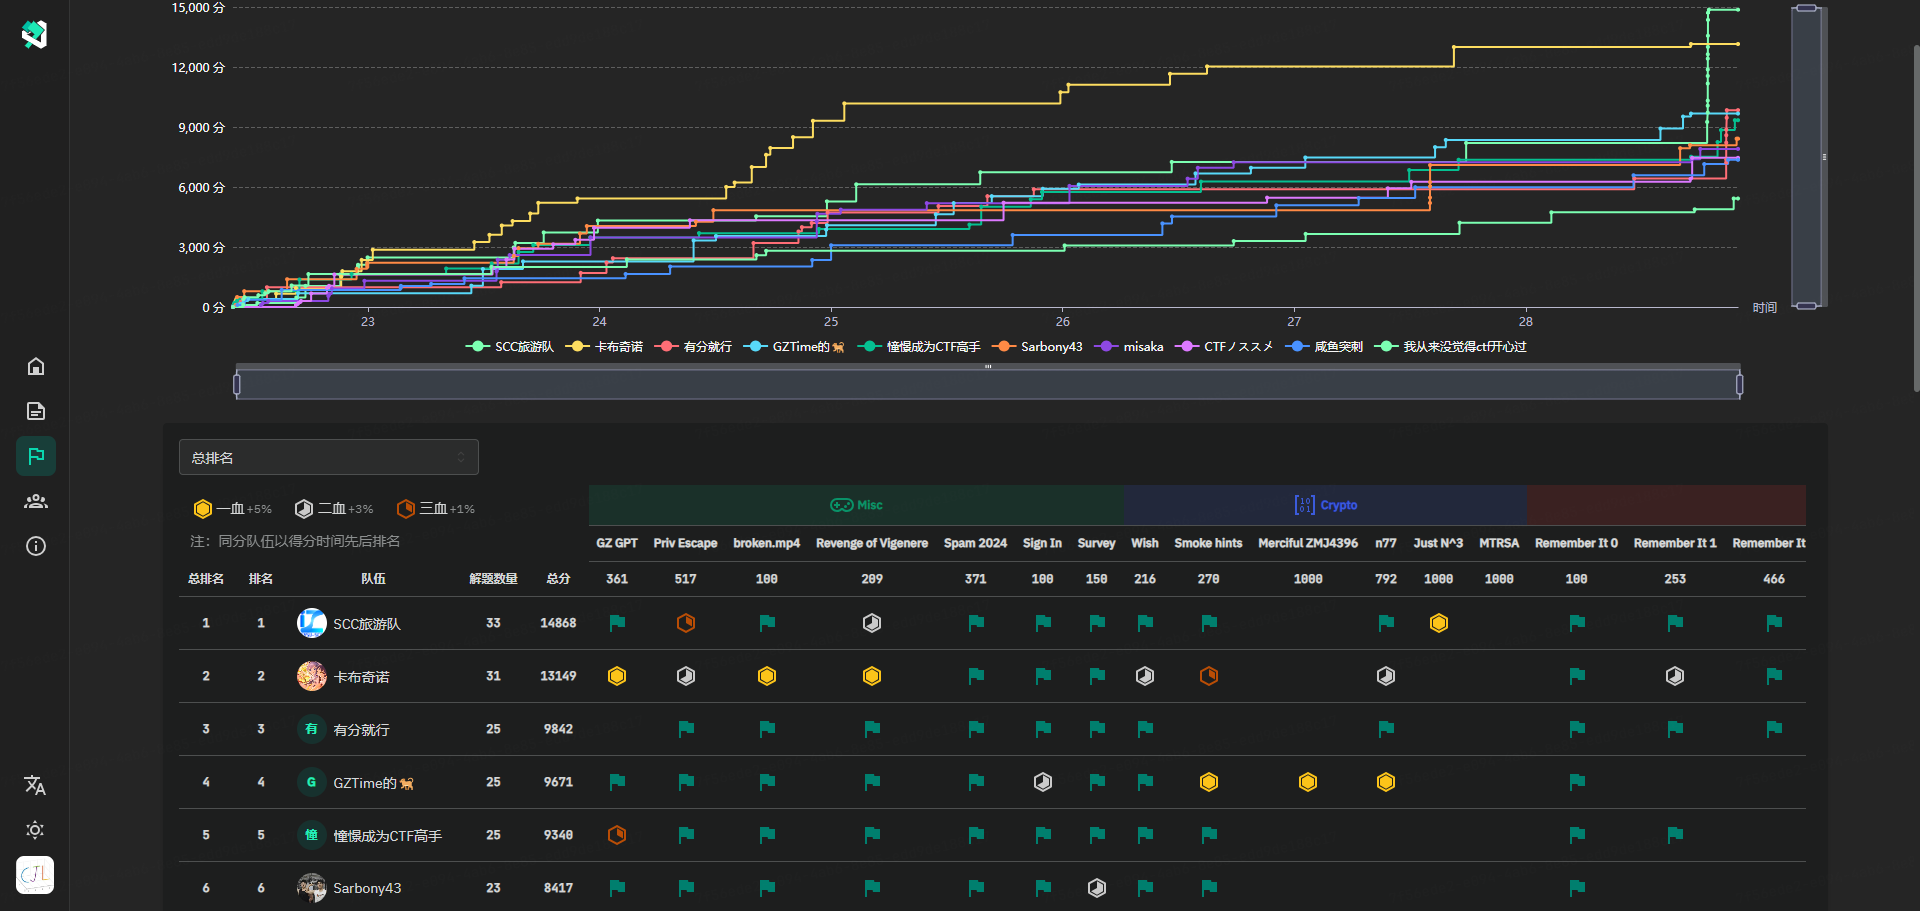 15,000 分
12,000 分
9,000 分
6,000 分
3,000 分
0 分
23 24 25 26 27 28
时间
SCC旅游队 卡布奇诺 有分就行 GZTime的🐈 憧憬成为CTF高手 Sarbony43 misaka CTFノススメ 咸鱼突刺 我从来没觉得ctf开心过
总排名
一血 +5% 二血 +3% 三血 +1%
注：同分队伍以得分时间先后排名
Misc Crypto
GZ GPT Priv Escape broken.mp4 Revenge of Vigenere Spam 2024 Sign In Survey Wish Smoke hints Merciful ZMJ4396 n77 Just N^3 MTRSA Remember It 0 Remember It 1 Remember It
总排名 排名 队伍 解题数量 总分 361 517 100 209 371 100 150 216 270 1000 792 1000 1000 100 253 466
1 1 SCC旅游队 33 14868
2 2 卡布奇诺 31 13149
3 3 有 有分就行 25 9842
4 4 G GZTime的🐈 25 9671
5 5 憧 憧憬成为CTF高手 25 9340
6 6 Sarbony43 23 8417
CJL